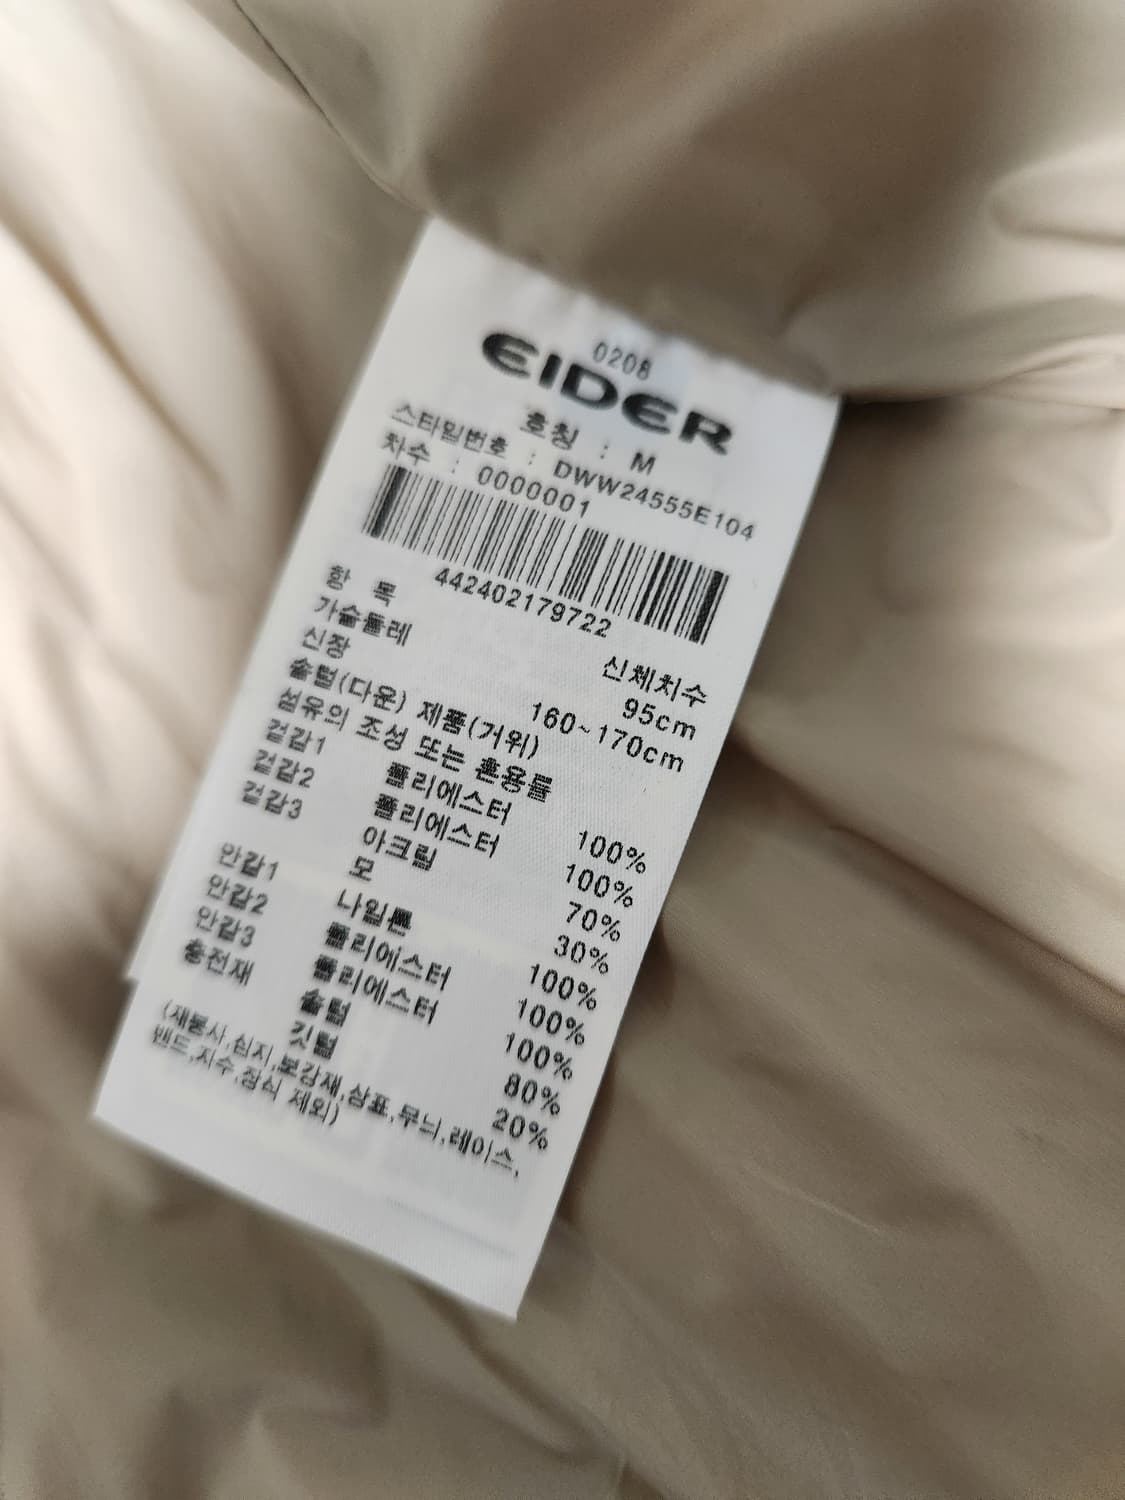 0208
EIDER
호칭 : M
스타일번호 : DWW24555E104
차수 : 0000001
442402179722
항 목 신체치수
가슴둘레 95cm
신장 160~170cm
솜털(다운) 제품(거위)
섬유의 조성 또는 혼용률
겉감1 폴리에스터 100%
겉감2 폴리에스터 100%
겉감3 아크릴 70%
모 30%
안감1 나일론 100%
안감2 폴리에스터 100%
안감3 폴리에스터 100%
충전재 솜털 80%
깃털 20%
(재봉사,심지,보강재,상표,무늬,레이스,
밴드,자수,장식 제외)